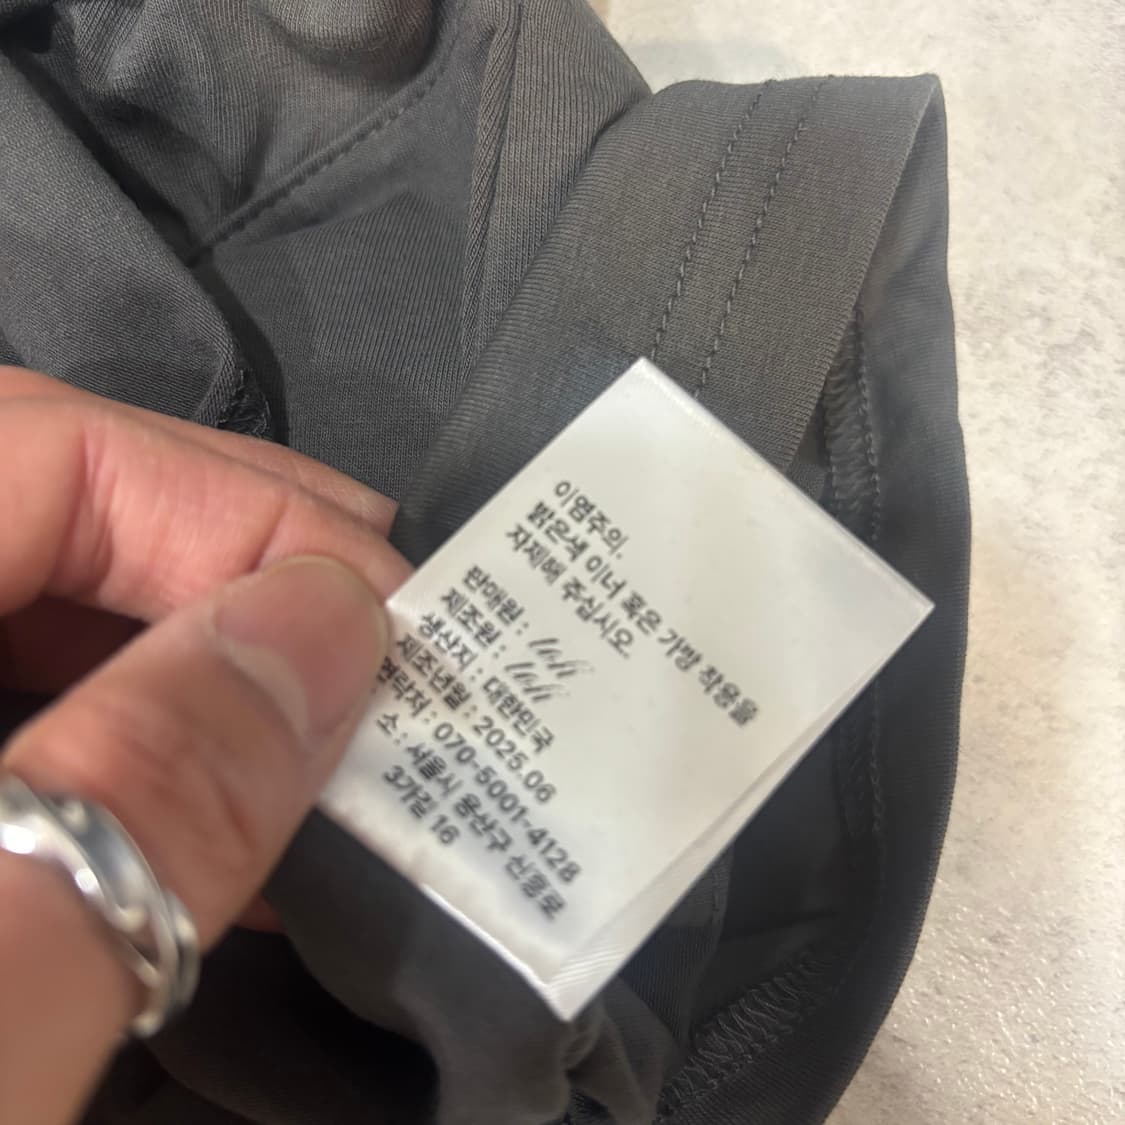 이염주의.
밝은색 이너 혹은 가방 착용을
자제해 주십시오.
판매원 :
제조원 :
생산지 : 대한민국
제조년월 : 2025.06
연락처 : 070-5001-4128
소 : 서울시 용산구 신흥로
3가길 16